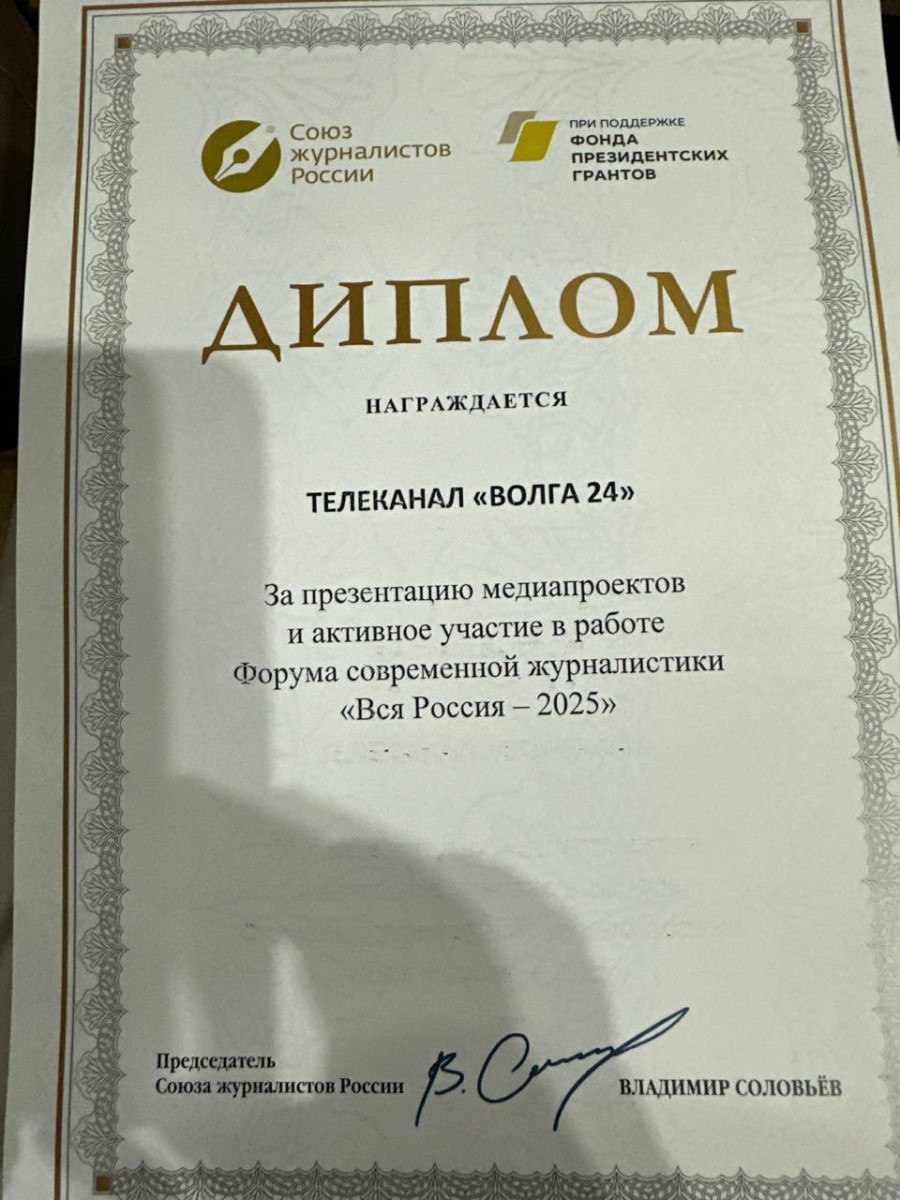 Союз
журналистов
России
ПРИ ПОДДЕРЖКЕ
ФОНДА
ПРЕЗИДЕНТСКИХ
ГРАНТОВ
ДИПЛОМ
НАГРАЖДАЕТСЯ
ТЕЛЕКАНАЛ «ВОЛГА 24»
За презентацию медиапроектов
и активное участие в работе
Форума современной журналистики
«Вся Россия – 2025»
Председатель
Союза журналистов России
ВЛАДИМИР СОЛОВЬЁВ